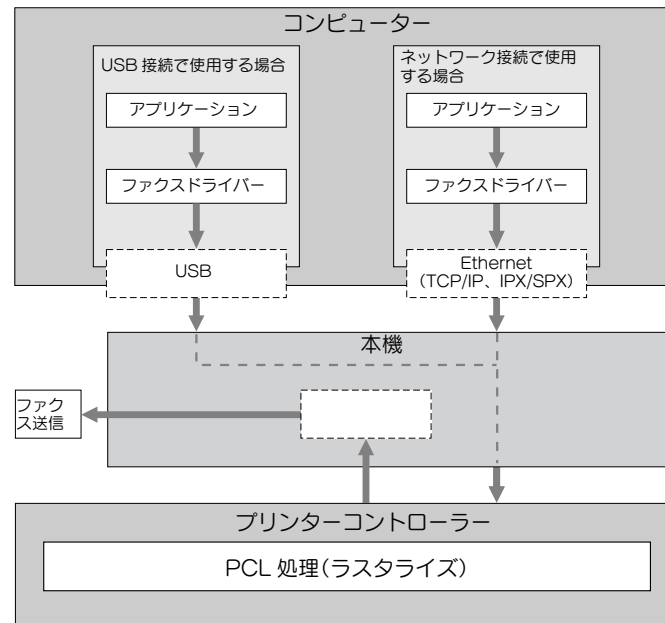 コンピューター
USB 接続で使用する場合
アプリケーション
ファクスドライバー
USB
ネットワーク接続で使用
する場合
アプリケーション
ファクスドライバー
Ethernet
（TCP/IP、IPX/SPX）
本機
ファク
ス送信
プリンターコントローラー
PCL 処理（ラスタライズ）